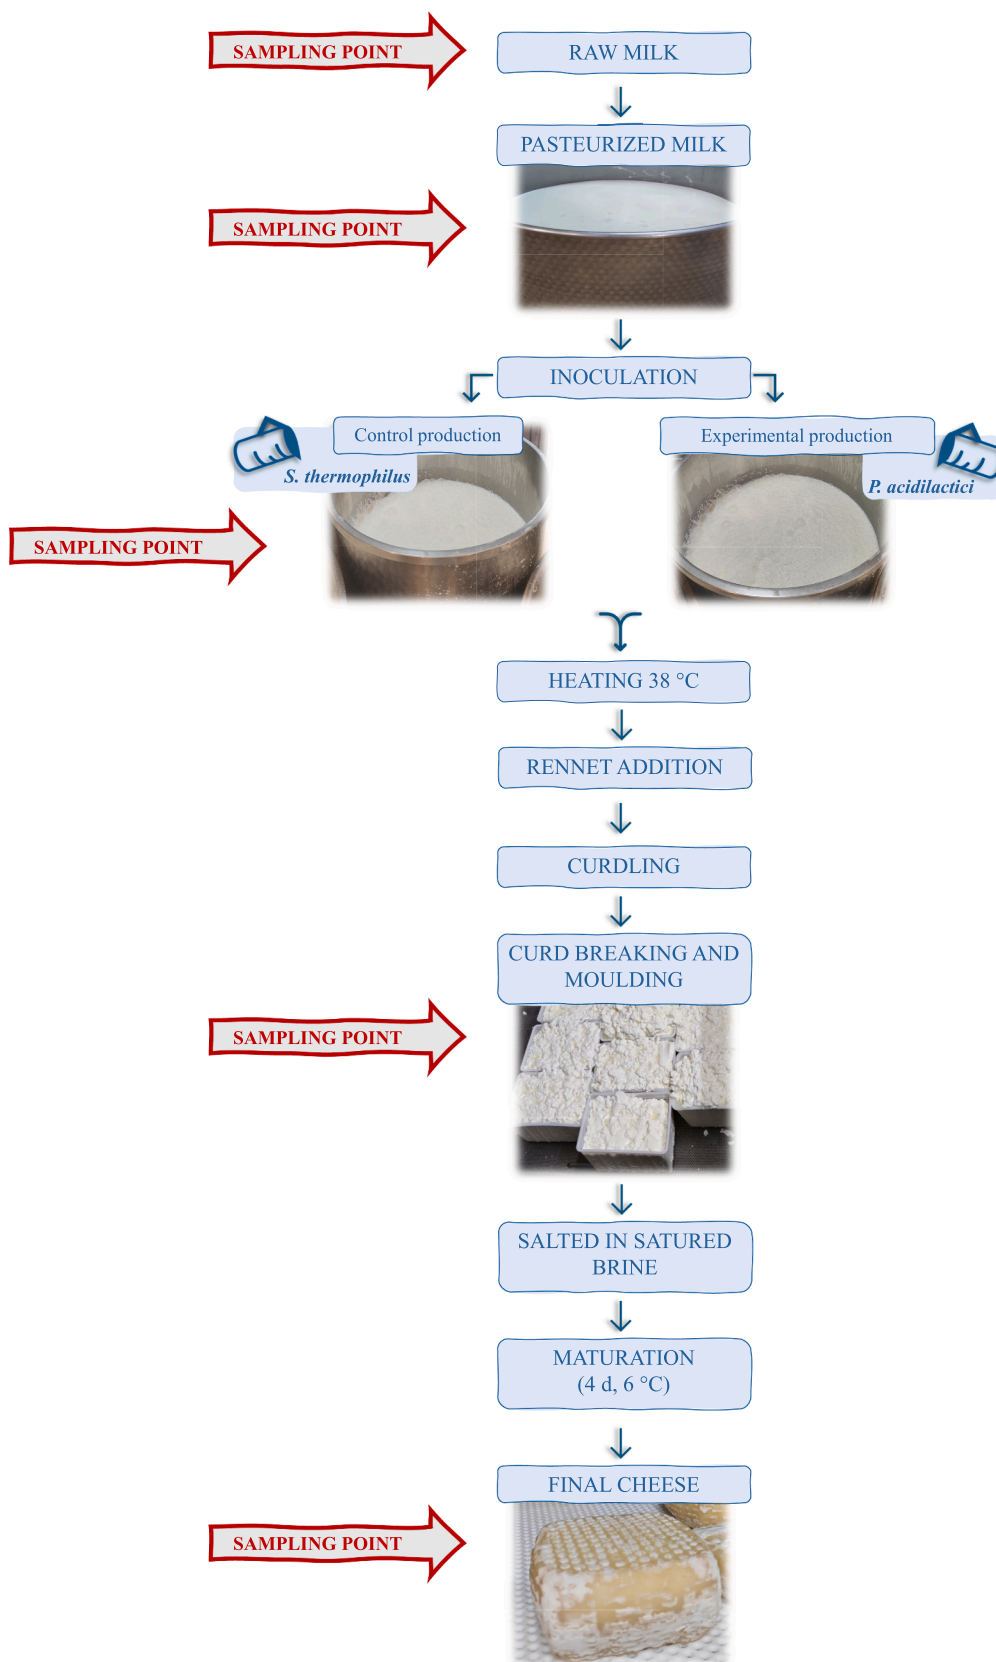 SAMPLING POINT
RAW MILK
PASTEURIZED MILK
SAMPLING POINT
INOCULATION
Control production
S. thermophilus
Experimental production
P. acidilactici
SAMPLING POINT
HEATING 38 °C
RENNET ADDITION
CURDLING
CURD BREAKING AND
MOULDING
SAMPLING POINT
SALTED IN SATURED
BRINE
MATURATION
(4 d, 6 °C)
FINAL CHEESE
SAMPLING POINT